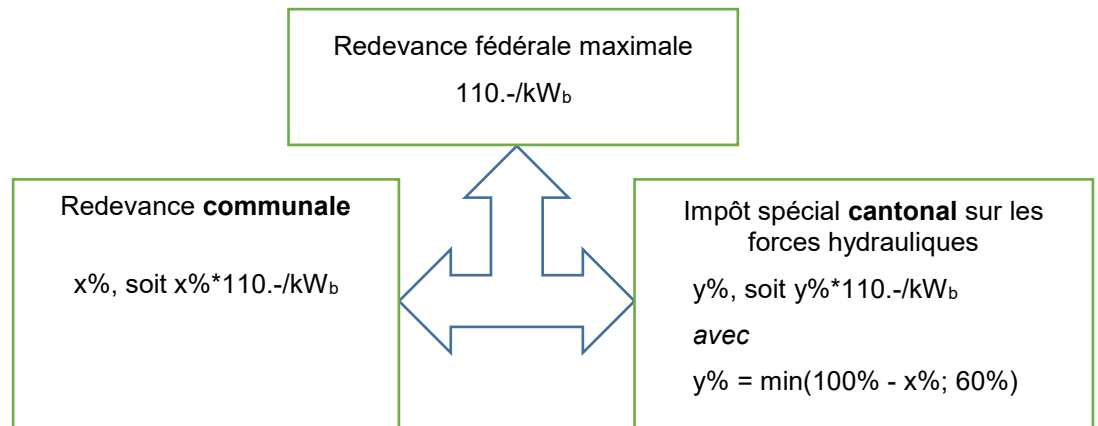 Redevance fédérale maximale
110.-/kWb
Redevance communale
x%, soit x%*110.-/kWb
Impôt spécial cantonal sur les
forces hydrauliques
y%, soit y%*110.-/kWb
avec
y% = min(100% - x%; 60%)